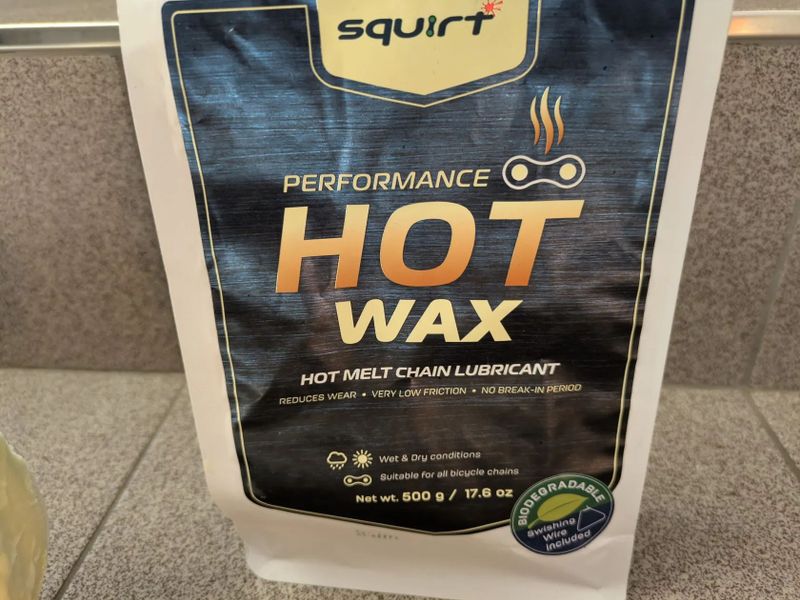 squirt
PERFORMANCE
HOT
WAX
HOT MELT CHAIN LUBRICANT
REDUCES WEAR • VERY LOW FRICTION • NO BREAK-IN PERIOD
Wet & Dry conditions
Suitable for all bicycle chains
Net wt. 500 g / 17.6 oz
BIODEGRADABLE
Swishing
Wire
included